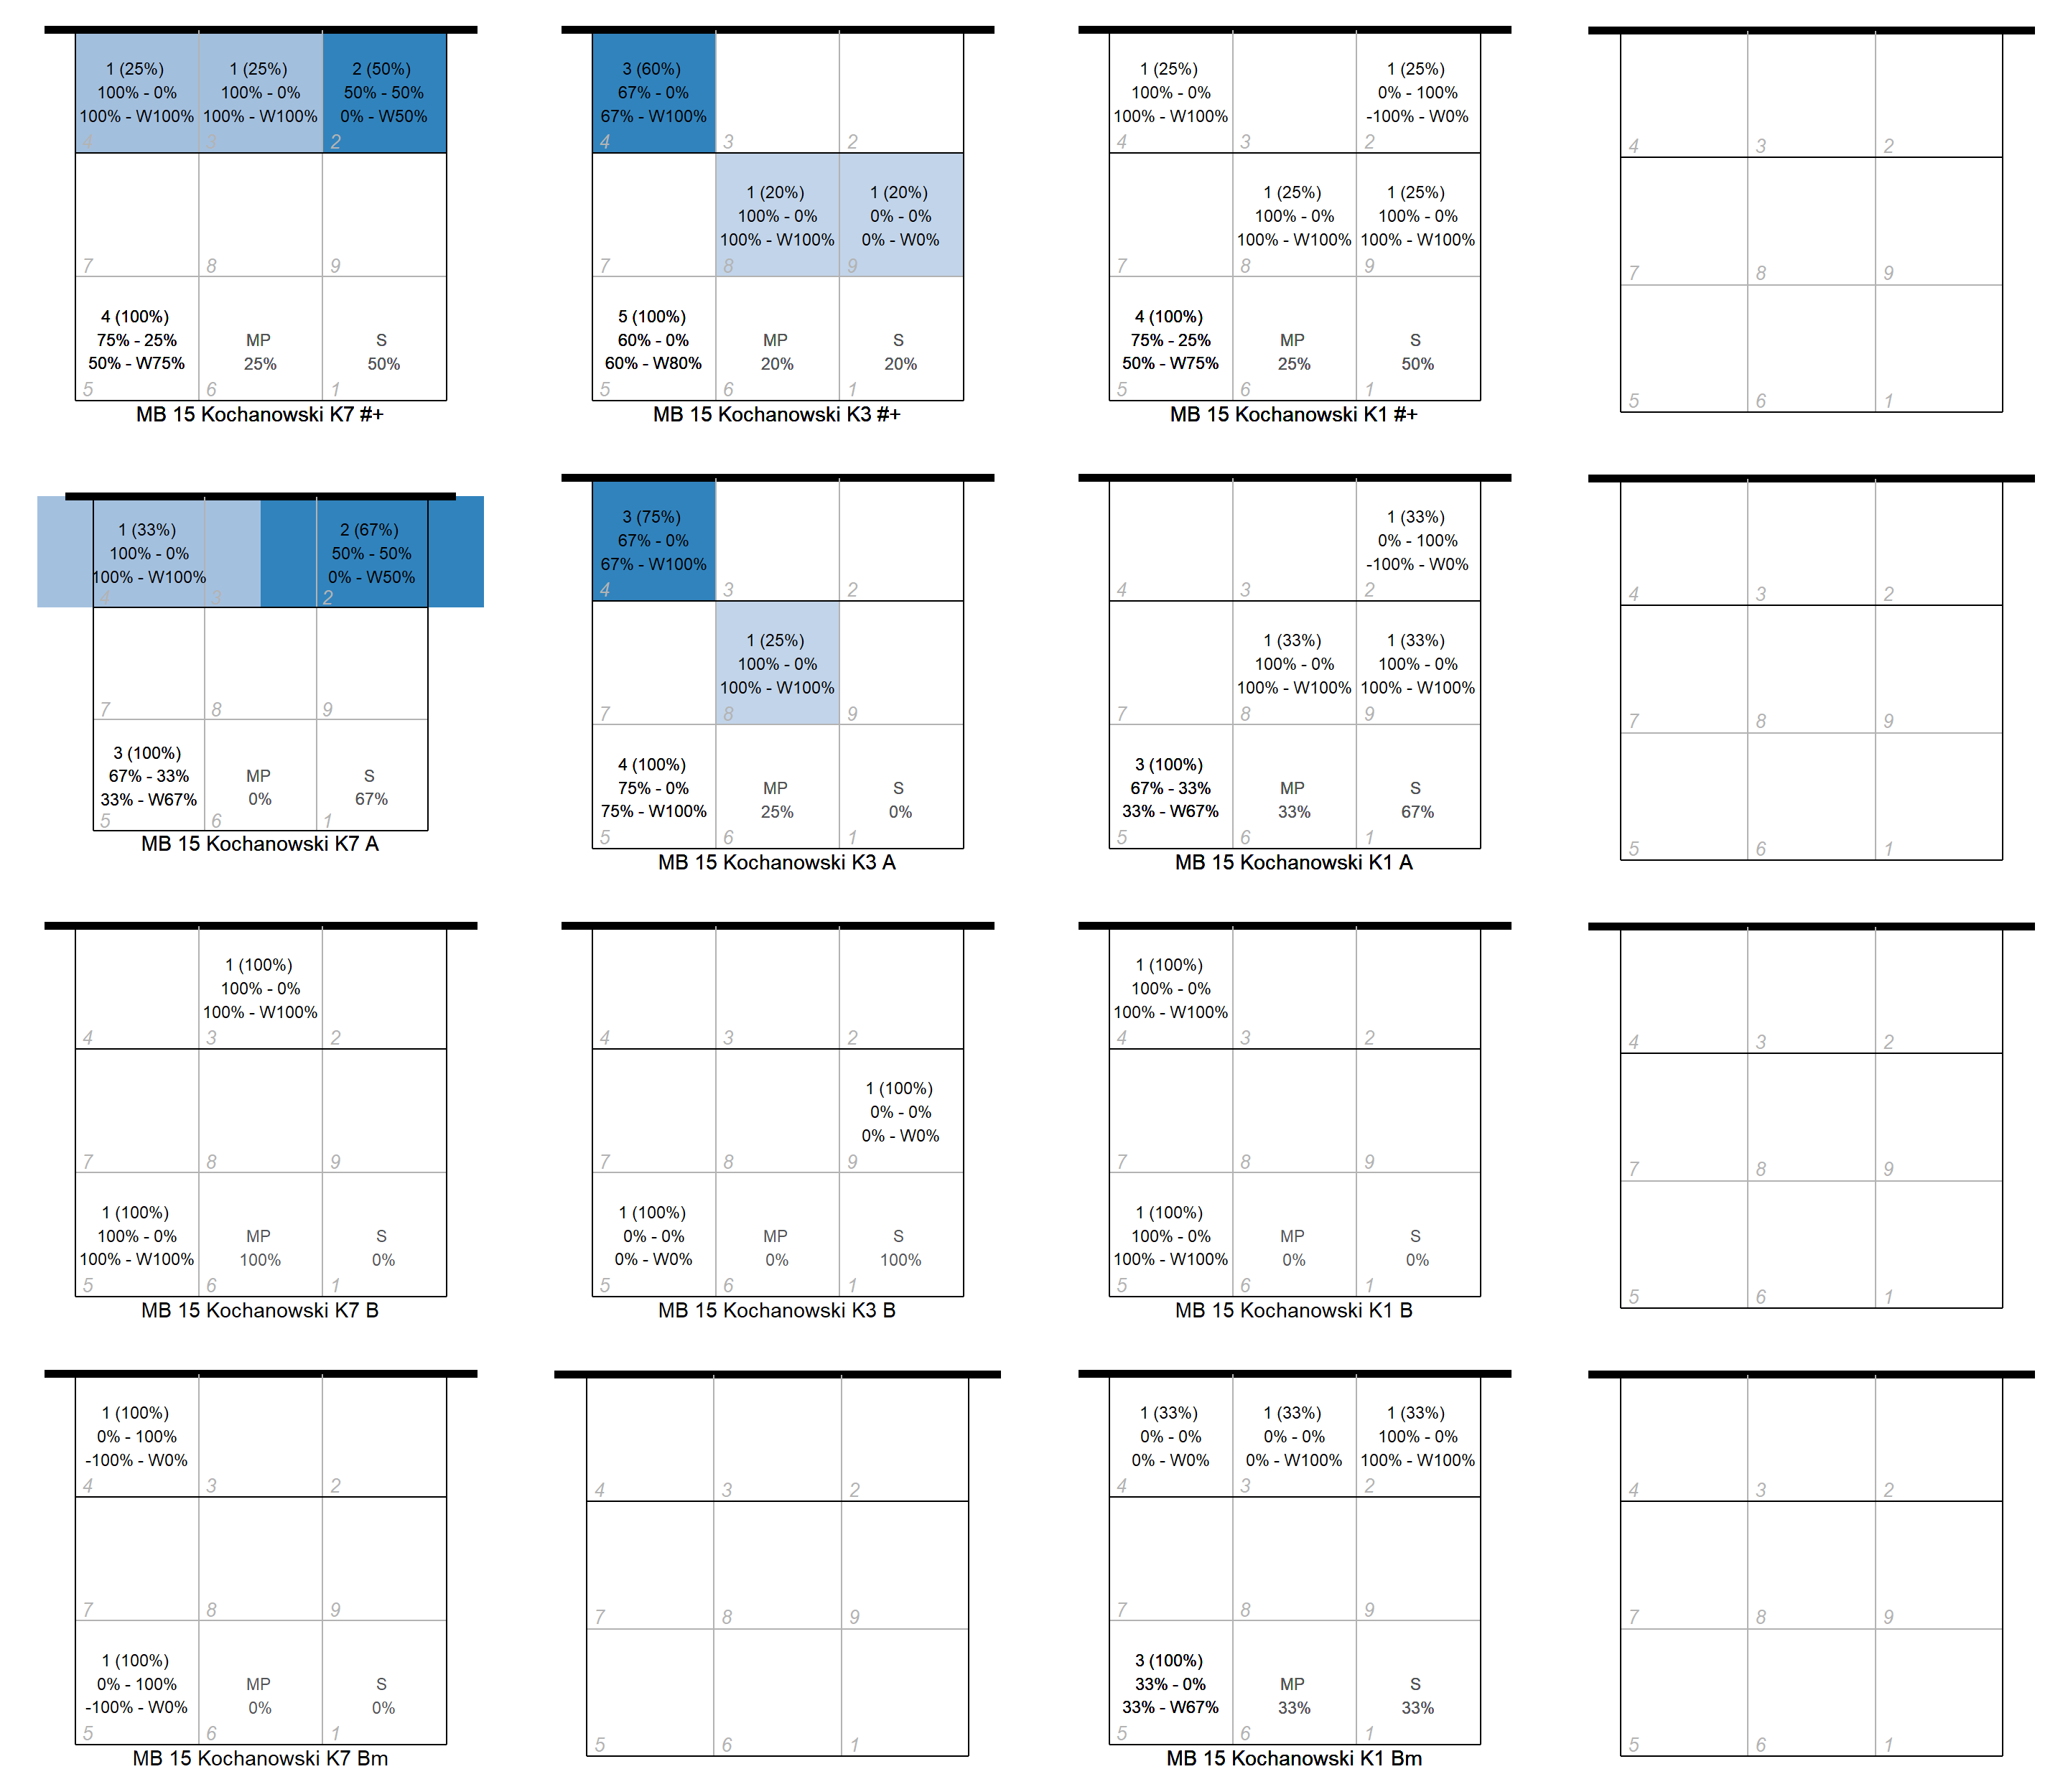 1 (25%)
100% - 0%
100% - W100%
4
1 (25%)
100% - 0%
100% - W100%
3
2 (50%)
50% - 50%
0% - W50%
2
7
8
9
4 (100%)
75% - 25%
50% - W75%
5
MP
25%
6
S
50%
1
MB 15 Kochanowski K7 #+
3 (60%)
67% - 0%
67% - W100%
4
3
2
7
1 (20%)
100% - 0%
100% - W100%
8
1 (20%)
0% - 0%
0% - W0%
9
5 (100%)
60% - 0%
60% - W80%
5
MP
20%
6
S
20%
1
MB 15 Kochanowski K3 #+
1 (25%)
100% - 0%
100% - W100%
4
3
1 (25%)
0% - 100%
-100% - W0%
2
7
1 (25%)
100% - 0%
100% - W100%
8
1 (25%)
100% - 0%
100% - W100%
9
4 (100%)
75% - 25%
50% - W75%
5
MP
25%
6
S
50%
1
MB 15 Kochanowski K1 #+
4
3
2
7
8
9
5
6
1
1 (33%)
100% - 0%
100% - W100%
4
3
2 (67%)
50% - 50%
0% - W50%
2
7
8
9
3 (100%)
67% - 33%
33% - W67%
5
MP
0%
6
S
67%
1
MB 15 Kochanowski K7 A
3 (75%)
67% - 0%
67% - W100%
4
3
2
7
1 (25%)
100% - 0%
100% - W100%
8
9
4 (100%)
75% - 0%
75% - W100%
5
MP
25%
6
S
0%
1
MB 15 Kochanowski K3 A
4
3
1 (33%)
0% - 100%
-100% - W0%
2
7
1 (33%)
100% - 0%
100% - W100%
8
1 (33%)
100% - 0%
100% - W100%
9
3 (100%)
67% - 33%
33% - W67%
5
MP
33%
6
S
67%
1
MB 15 Kochanowski K1 A
4
3
2
7
8
9
5
6
1
4
1 (100%)
100% - 0%
100% - W100%
3
2
7
8
9
1 (100%)
100% - 0%
100% - W100%
5
MP
100%
6
S
0%
1
MB 15 Kochanowski K7 B
4
3
2
7
8
1 (100%)
0% - 0%
0% - W0%
9
1 (100%)
0% - 0%
0% - W0%
5
MP
0%
6
S
100%
1
MB 15 Kochanowski K3 B
1 (100%)
100% - 0%
100% - W100%
4
3
2
7
8
9
1 (100%)
100% - 0%
100% - W100%
5
MP
0%
6
S
0%
1
MB 15 Kochanowski K1 B
4
3
2
7
8
9
5
6
1
1 (100%)
0% - 100%
-100% - W0%
4
3
2
7
8
9
1 (100%)
0% - 100%
-100% - W0%
5
MP
0%
6
S
0%
1
MB 15 Kochanowski K7 Bm
4
3
2
7
8
9
5
6
1
1 (33%)
0% - 0%
0% - W0%
4
1 (33%)
0% - 0%
0% - W100%
3
1 (33%)
100% - 0%
100% - W100%
2
7
8
9
3 (100%)
33% - 0%
33% - W67%
5
MP
33%
6
S
33%
1
MB 15 Kochanowski K1 Bm
4
3
2
7
8
9
5
6
1